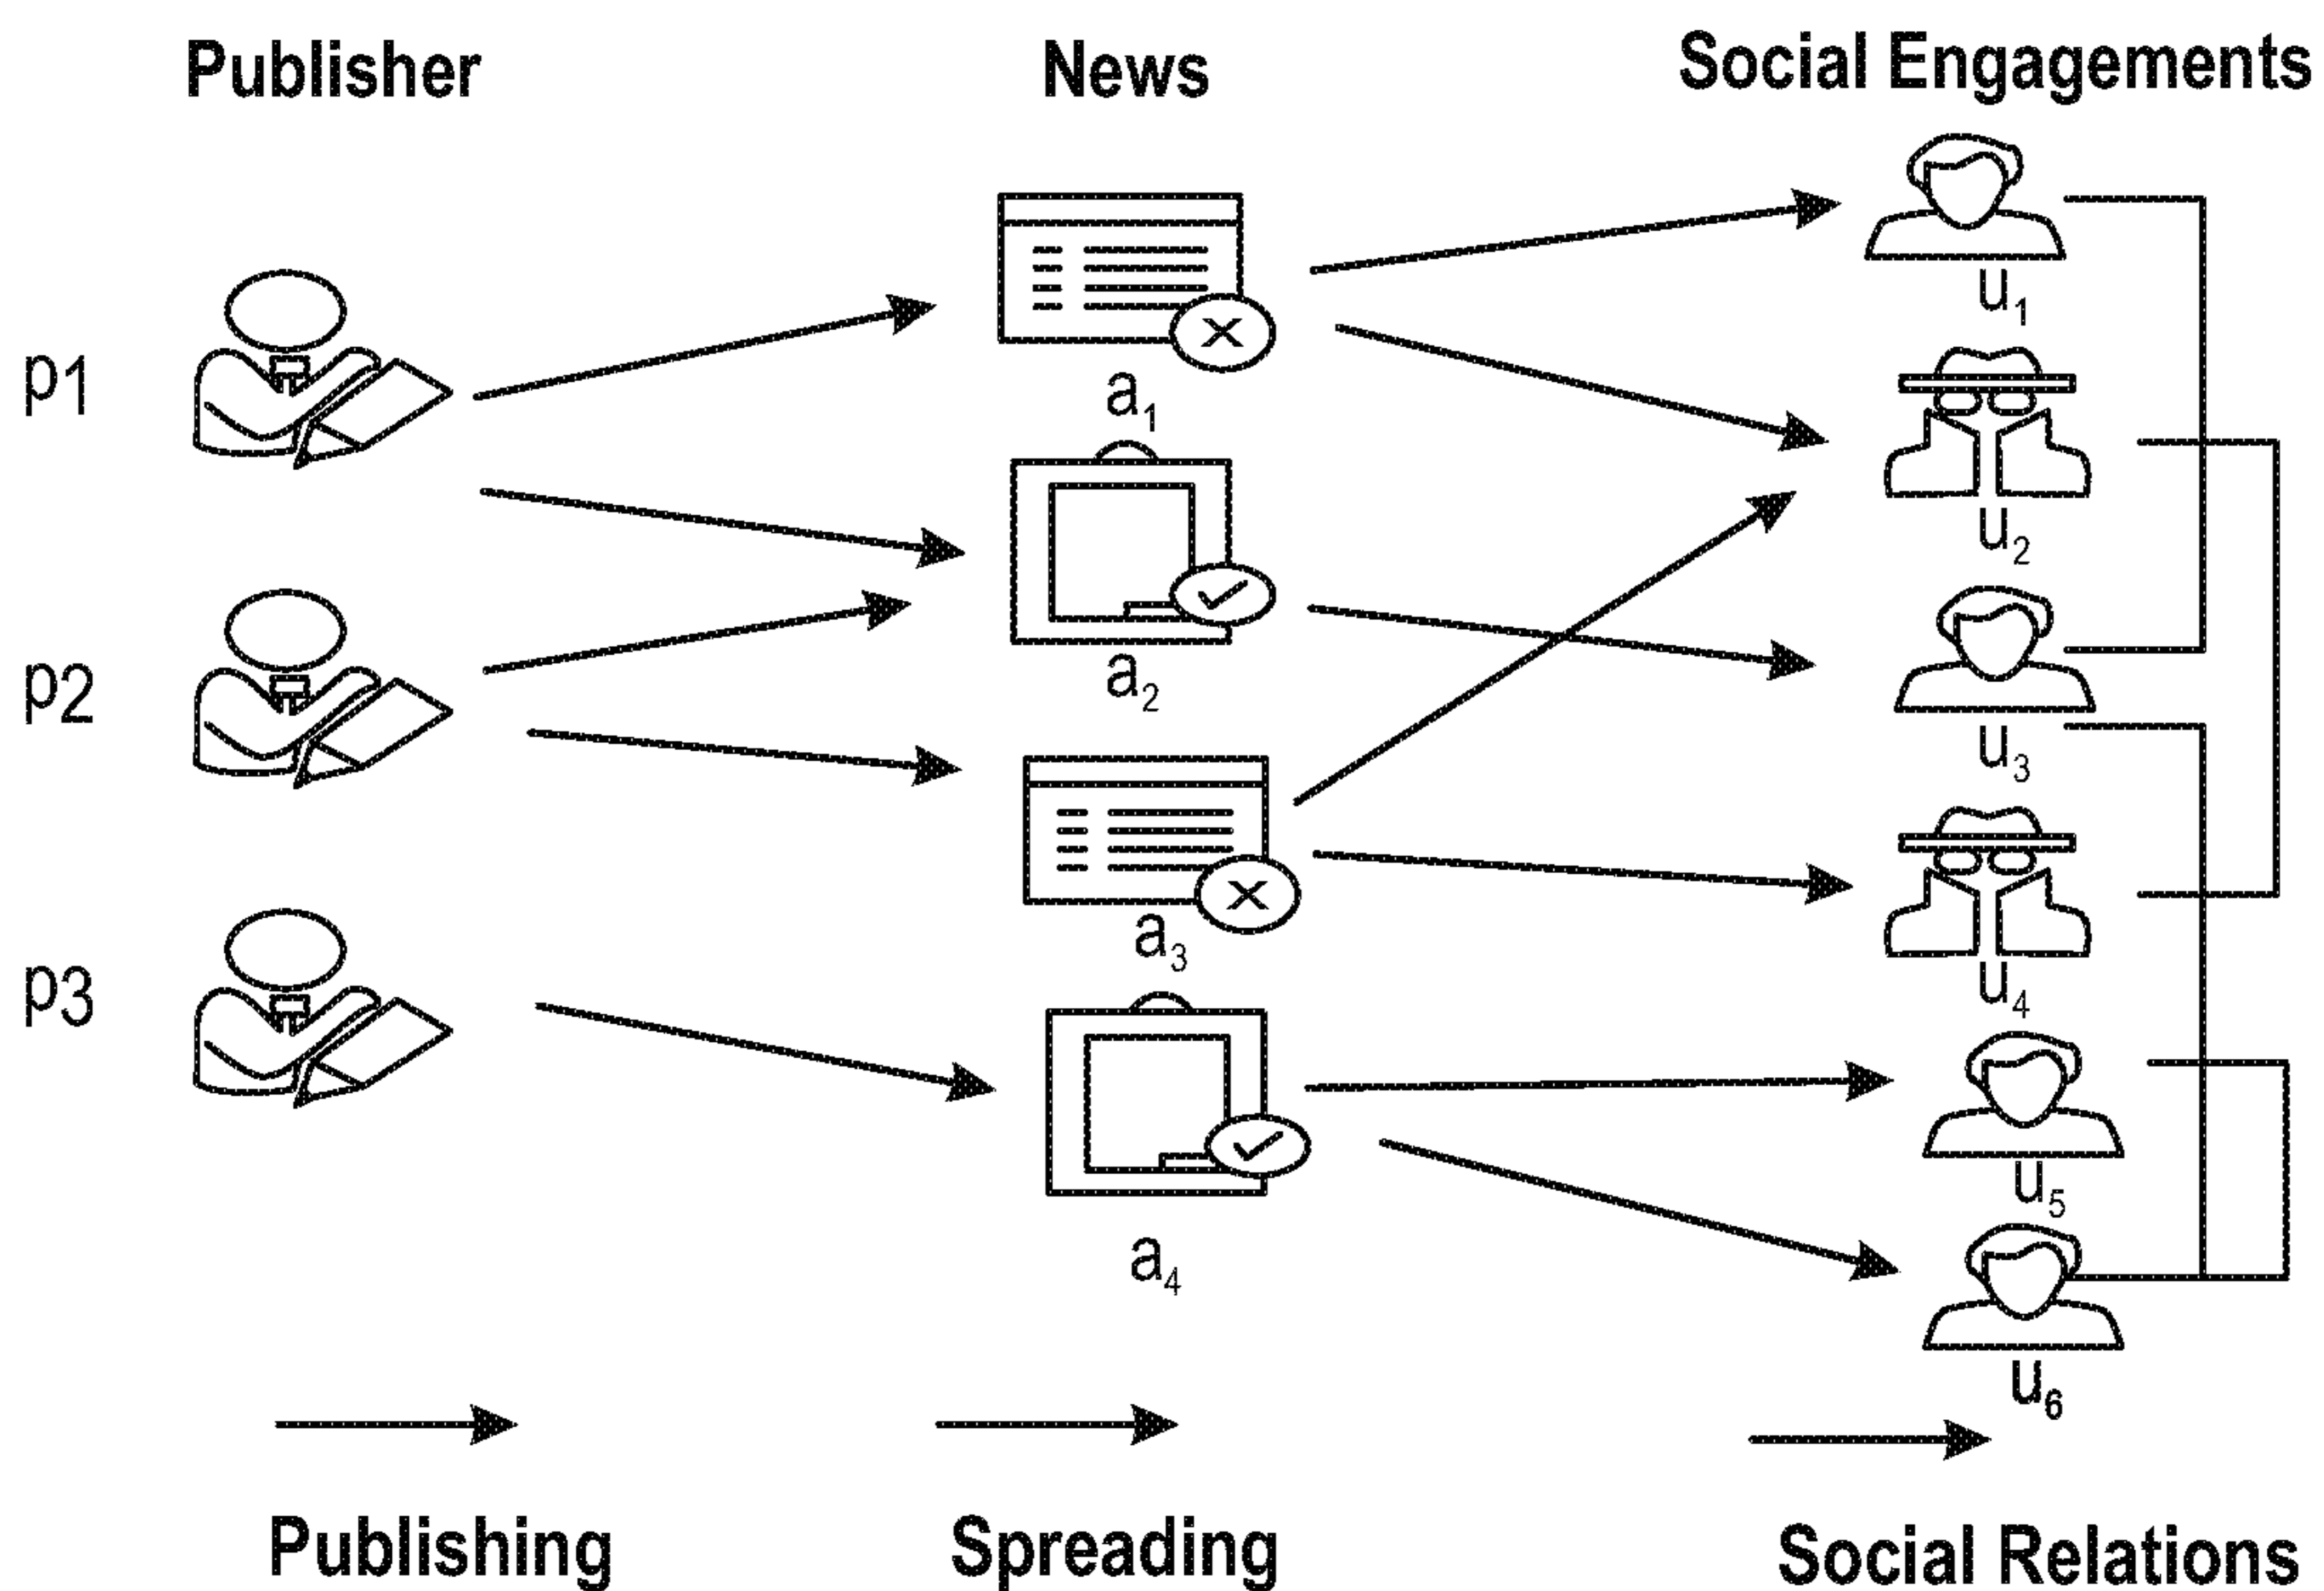 Publisher News Social Engagements
u1
p1
a1
u2
p2
a2
u3
p3
a3
u4
u5
a4
u6
Publishing Spreading Social Relations